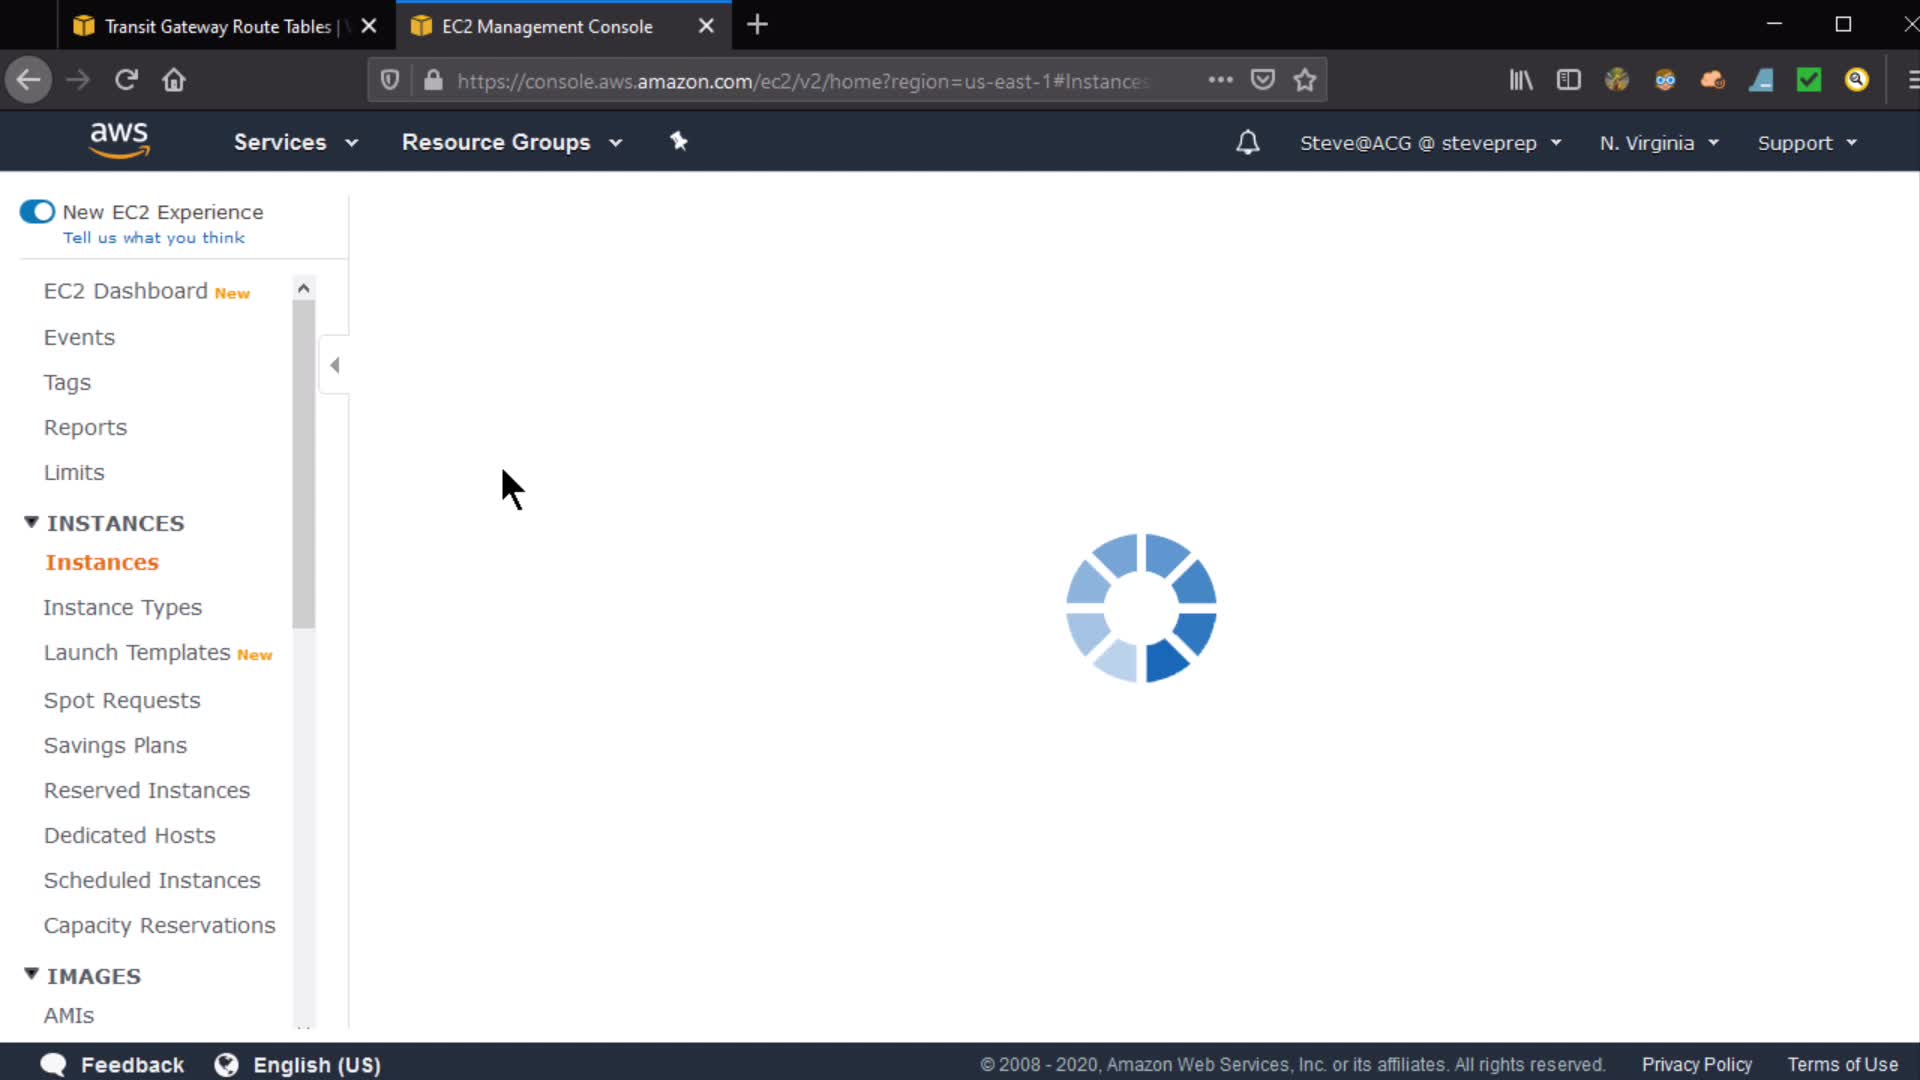 Transit Gateway Route Tables |
EC2 Management Console
https://console.aws.amazon.com/ec2/v2/home?region=us-east-1#Instances
aws
Services
Resource Groups
Steve@ACG @ steveprep
N. Virginia
Support
New EC2 Experience
Tell us what you think
EC2 Dashboard New
Events
Tags
Reports
Limits
INSTANCES
Instances
Instance Types
Launch Templates New
Spot Requests
Savings Plans
Reserved Instances
Dedicated Hosts
Scheduled Instances
Capacity Reservations
IMAGES
AMIs
Feedback
English (US)
© 2008 - 2020, Amazon Web Services, Inc. or its affiliates. All rights reserved.
Privacy Policy
Terms of Use